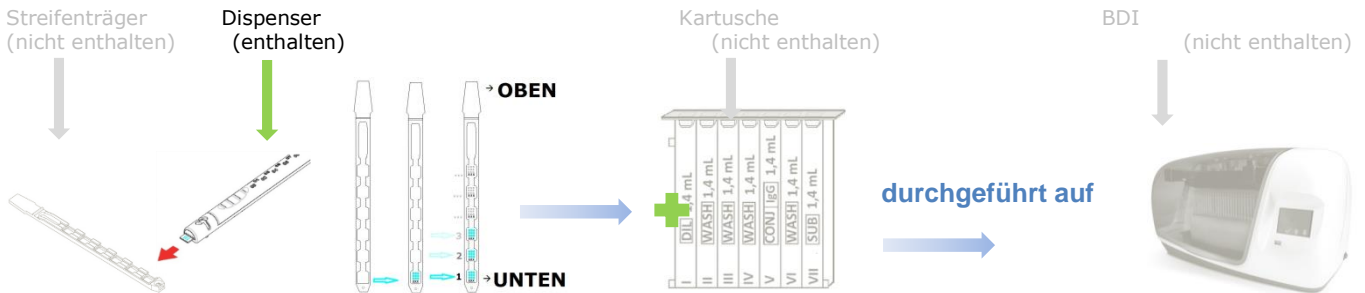 Streifenträger
(nicht enthalten)
Dispenser
(enthalten)
Kartusche
(nicht enthalten)
BDI
(nicht enthalten)
→ OBEN
3
2
1
→ UNTEN
I DIL 1,4 mL
II WASH 1,4 mL
III WASH 1,4 mL
IV WASH 1,4 mL
V CONJ IgG 1,4 mL
VI WASH 1,4 mL
VII SUB 1,4 mL
durchgeführt auf